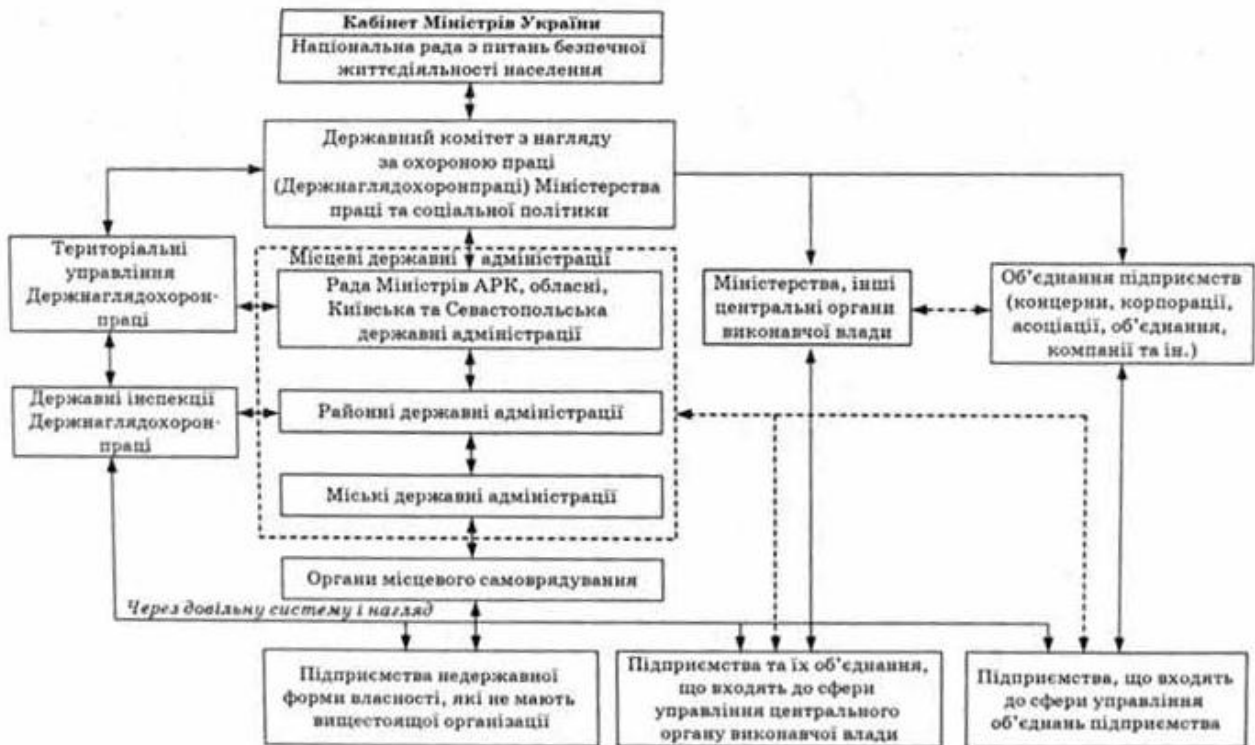 Кабінет Міністрів України
Національна рада з питань безпечної
життєдіяльності населення
Державний комітет з нагляду
за охороною праці
(Держнаглядохоронпраці) Міністерства
праці та соціальної політики
Територіальні
управління
Держнаглядохорон-
праці
Місцеві державні адміністрації
Рада Міністрів АРК, обласні,
Київська та Севастопольська
державні адміністрації
Міністерства, інші
центральні органи
виконавчої влади
Об'єднання підприємств
(концерни, корпорації,
асоціації, об'єднання,
компанії та ін.)
Державні інспекції
Держнаглядохорон-
праці
Районні державні адміністрації
Міські державні адміністрації
Органи місцевого самоврядування
Через довільну систему і нагляд
Підприємства недержавної
форми власності, які не мають
вищестоящої організації
Підприємства та їх об'єднання,
що входять до сфери
управління центрального
органу виконавчої влади
Підприємства, що входять
до сфери управління
об'єднань підприємства